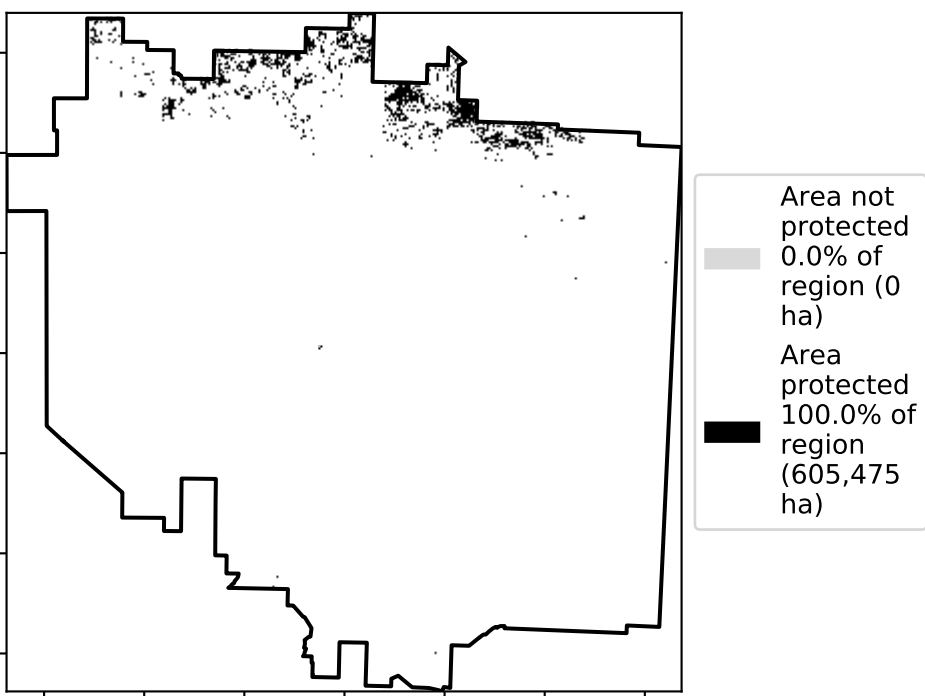 Area not
protected
0.0% of
region (0
ha)
Area
protected
100.0% of
region
(605,475
ha)